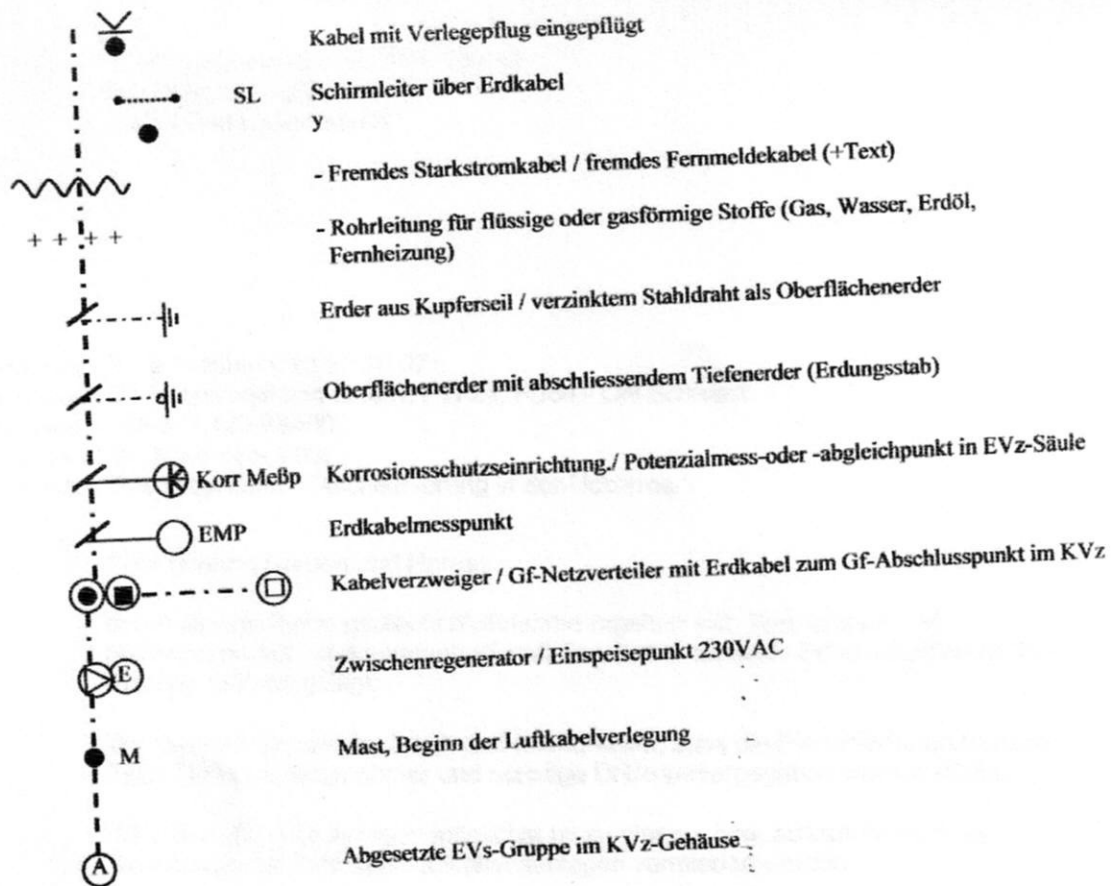 Kabel mit Verlegepflug eingepflügt
SL Schirmleiter über Erdkabel
y
- Fremdes Starkstromkabel / fremdes Fernmeldekabel (+Text)
+ + + + - Rohrleitung für flüssige oder gasförmige Stoffe (Gas, Wasser, Erdöl,
Fernheizung)
Erder aus Kupferseil / verzinktem Stahldraht als Oberflächenerder
Oberflächenerder mit abschliessendem Tiefenerder (Erdungsstab)
Korr Meßp Korrosionsschutzseinrichtung./ Potenzialmess-oder -abgleichpunkt in EVz-Säule
EMP Erdkabelmesspunkt
Kabelverzweiger / Gf-Netzverteiler mit Erdkabel zum Gf-Abschlusspunkt im KVz
E Zwischenregenerator / Einspeisepunkt 230VAC
M Mast, Beginn der Luftkabelverlegung
A Abgesetzte EVs-Gruppe im KVz-Gehäuse